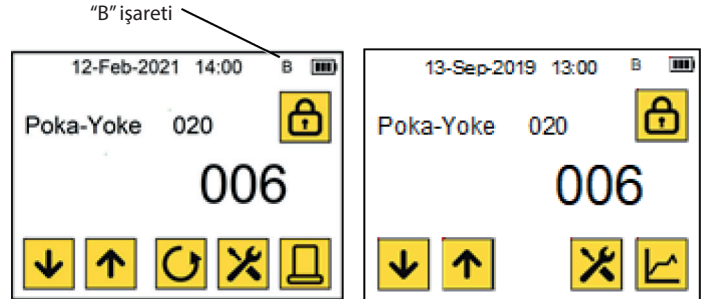 "B" işareti
12-Feb-2021 14:00 B
Poka-Yoke 020
006
13-Sep-2019 13:00 B
Poka-Yoke 020
006